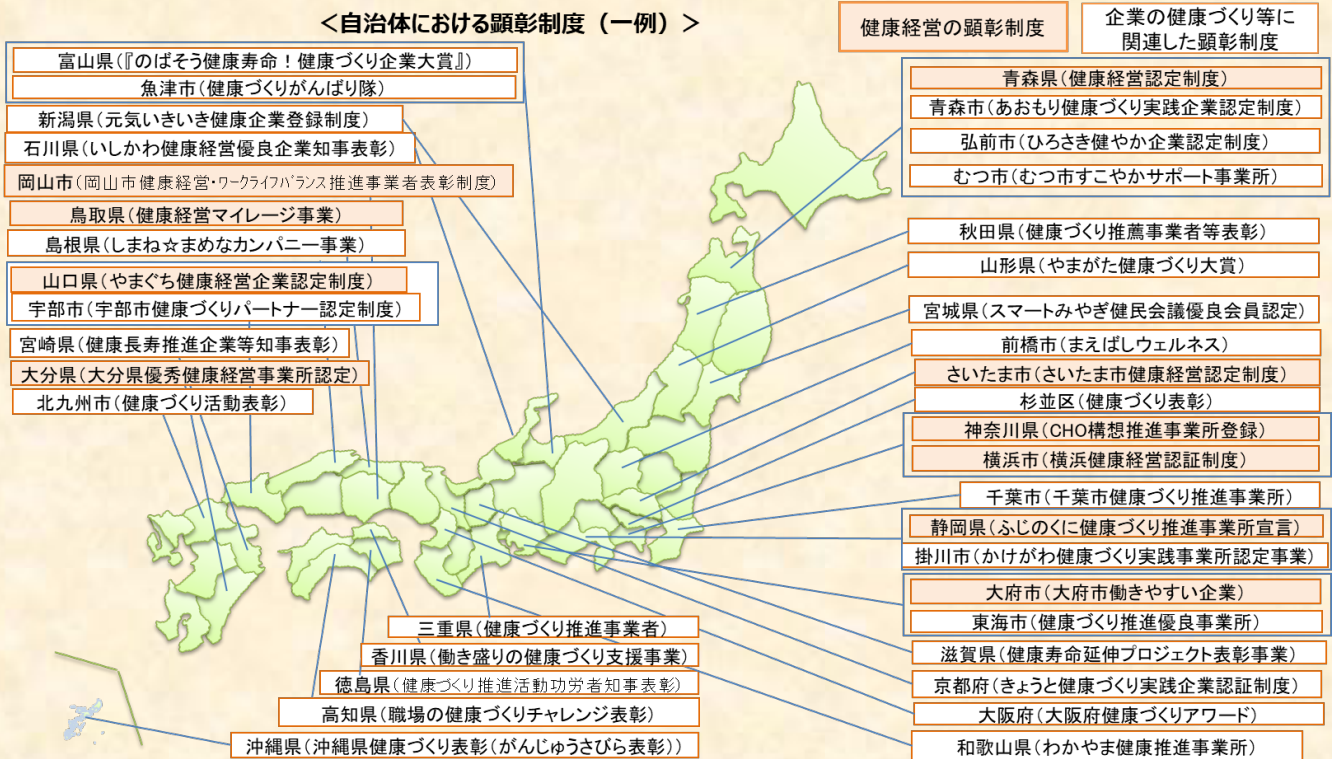 ＜自治体における顕彰制度（一例）＞
健康経営の顕彰制度
企業の健康づくり等に
関連した顕彰制度
富山県(『のばそう健康寿命！健康づくり企業大賞』)
魚津市(健康づくりがんばり隊)
新潟県(元気いきいき健康企業登録制度)
石川県(いしかわ健康経営優良企業知事表彰)
岡山市(岡山市健康経営・ワークライフバランス推進事業者表彰制度)
鳥取県(健康経営マイレージ事業)
島根県(しまね☆まめなカンパニー事業)
山口県(やまぐち健康経営企業認定制度)
宇部市(宇部市健康づくりパートナー認定制度)
宮崎県(健康長寿推進企業等知事表彰)
大分県(大分県優秀健康経営事業所認定)
北九州市(健康づくり活動表彰)
青森県(健康経営認定制度)
青森市(あおもり健康づくり実践企業認定制度)
弘前市(ひろさき健やか企業認定制度)
むつ市(むつ市すこやかサポート事業所)
秋田県(健康づくり推薦事業者等表彰)
山形県(やまがた健康づくり大賞)
宮城県(スマートみやぎ健民会議優良会員認定)
前橋市(まえばしウェルネス)
さいたま市(さいたま市健康経営認定制度)
杉並区(健康づくり表彰)
神奈川県(CHO構想推進事業所登録)
横浜市(横浜健康経営認証制度)
千葉市(千葉市健康づくり推進事業所)
静岡県(ふじのくに健康づくり推進事業所宣言)
掛川市(かけがわ健康づくり実践事業所認定事業)
大府市(大府市働きやすい企業)
東海市(健康づくり推進優良事業所)
滋賀県(健康寿命延伸プロジェクト表彰事業)
京都府(きょうと健康づくり実践企業認証制度)
大阪府(大阪府健康づくりアワード)
和歌山県(わかやま健康推進事業所)
三重県(健康づくり推進事業者)
香川県(働き盛りの健康づくり支援事業)
徳島県(健康づくり推進活動功労者知事表彰)
高知県(職場の健康づくりチャレンジ表彰)
沖縄県(沖縄県健康づくり表彰(がんじゅうさびら表彰))